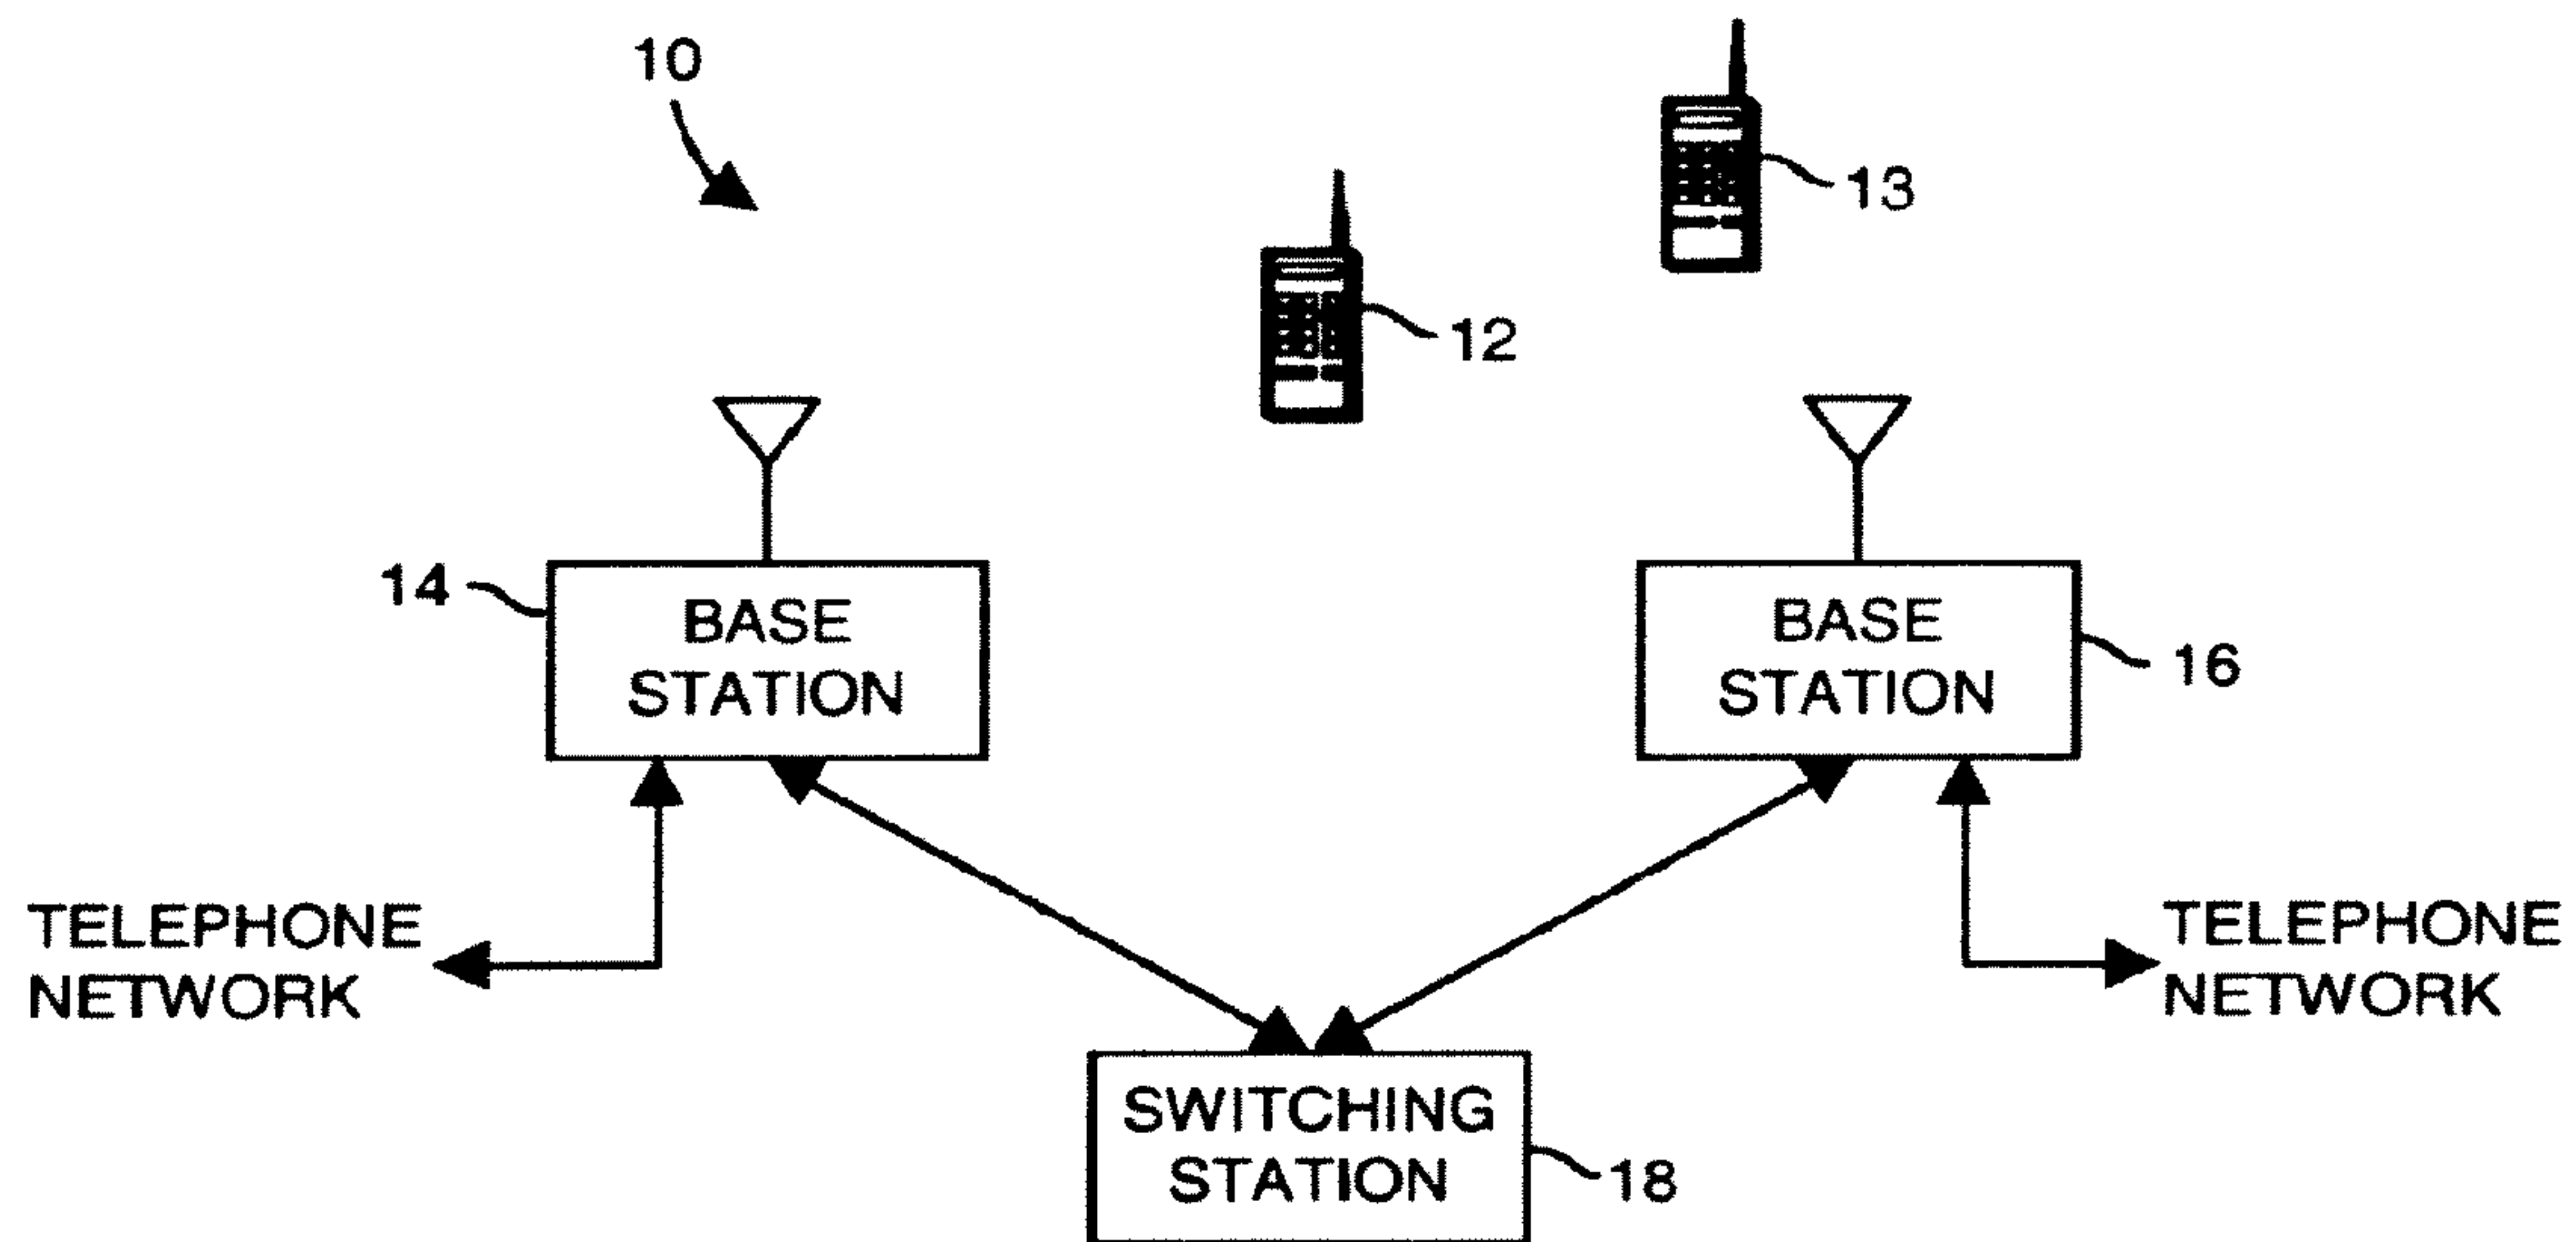 10
13
12
14
BASE
STATION
BASE
STATION
16
TELEPHONE
NETWORK
TELEPHONE
NETWORK
SWITCHING
STATION
18